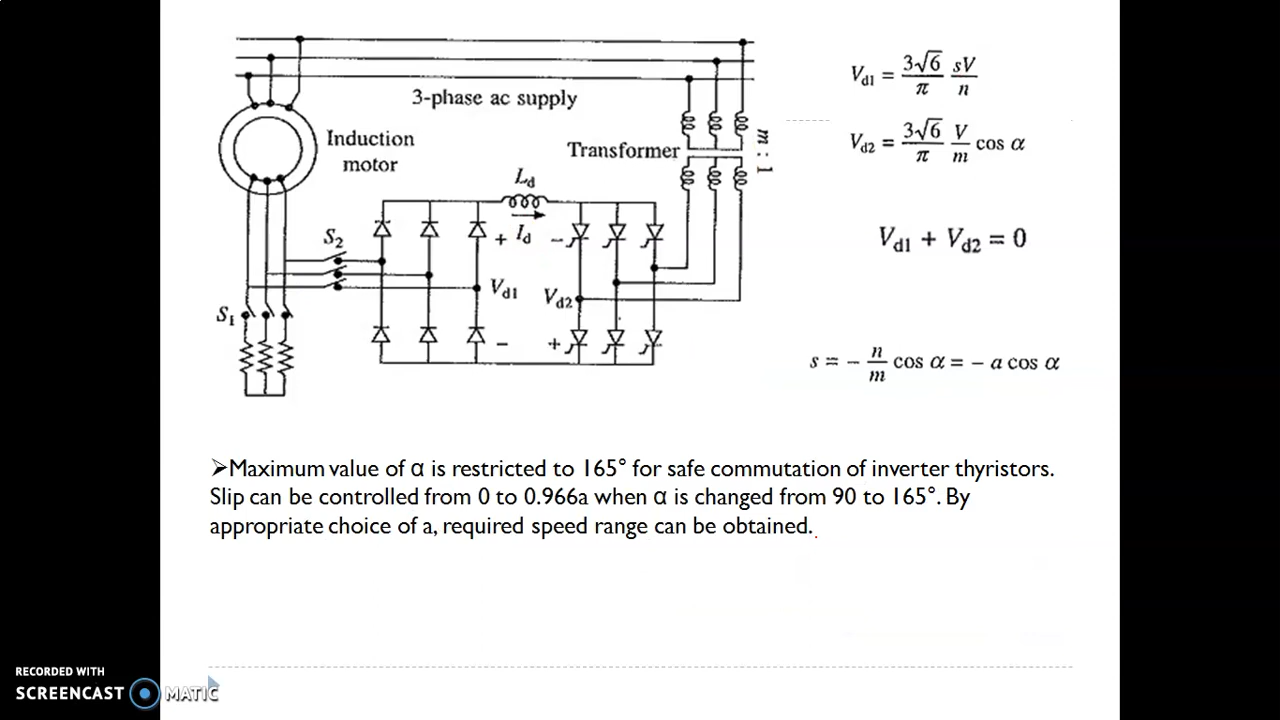 3-phase ac supply
Induction
motor
Transformer
m : 1
L_d
I_d
S_2
+
−
V_d1
V_d2
S_1
−
+
V_d1 = 3√6/π sV/n
V_d2 = 3√6/π V/m cos α
V_d1 + V_d2 = 0
s = − n/m cos α = − a cos α
➢Maximum value of α is restricted to 165° for safe commutation of inverter thyristors.
Slip can be controlled from 0 to 0.966a when α is changed from 90 to 165°. By
appropriate choice of a, required speed range can be obtained.
RECORDED WITH
SCREENCAST MATIC